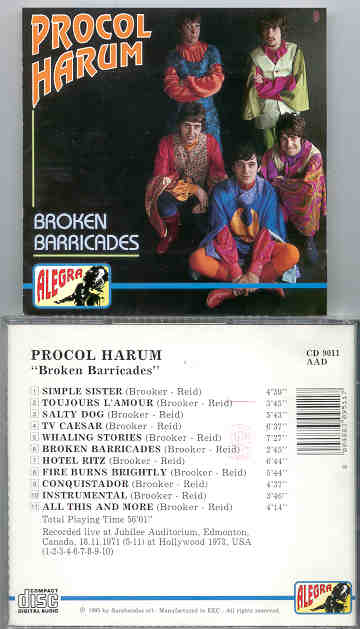 PROCOL
HARUM
BROKEN
BARRICADES
ALEGRA
PROCOL HARUM
"Broken Barricades"
CD 9011
AAD
1 SIMPLE SISTER (Brooker - Reid) 4'39"
2 TOUJOURS L'AMOUR (Brooker - Reid) 3'45"
3 SALTY DOG (Brooker - Reid) 5'43"
4 TV CAESAR (Brooker - Reid) 6'37"
5 WHALING STORIES (Brooker - Reid) 7'27"
6 BROKEN BARRICADES (Brooker - Reid) 2'45"
7 HOTEL RITZ (Brooker - Reid) 6'44"
8 FIRE BURNS BRIGHTLY (Brooker - Reid) 5'44"
9 CONQUISTADOR (Brooker - Reid) 4'37"
10 INSTRUMENTAL (Brooker - Reid) 3'46"
11 ALL THIS AND MORE (Brooker - Reid) 4'14"
Total Playing Time 56'01"
Recorded live at Jubilee Auditorium, Edmonton,
Canada, 18.11.1971 (5-11) at Hollywood 1973, USA
(1-2-3-4-6-7-8-9-10)
COMPACT
disc
DIGITAL AUDIO
Manufactured in EEC - All rights reserved.
ALEGRA